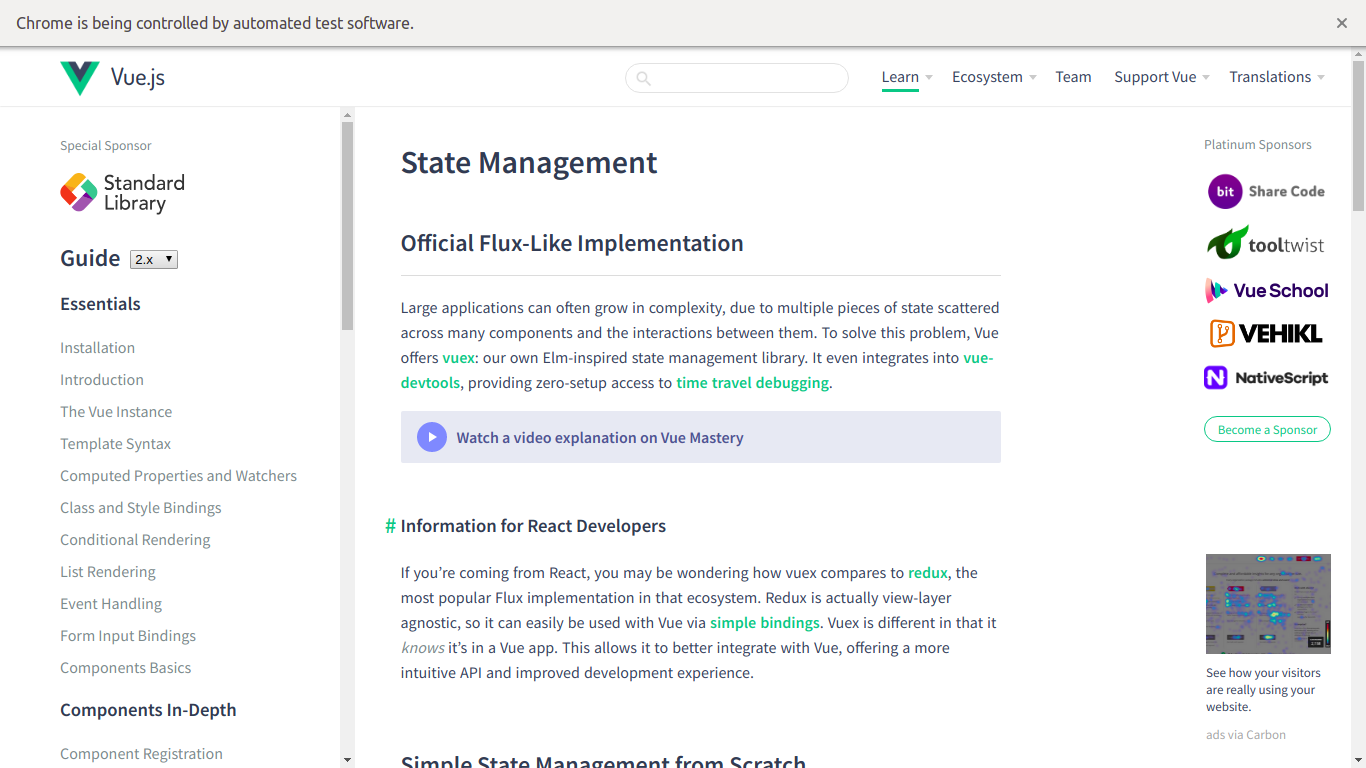 Chrome is being controlled by automated test software.
Vue.js
Learn
Ecosystem
Team
Support Vue
Translations
Special Sponsor
Standard
Library
Guide
2.x
Essentials
Installation
Introduction
The Vue Instance
Template Syntax
Computed Properties and Watchers
Class and Style Bindings
Conditional Rendering
List Rendering
Event Handling
Form Input Bindings
Components Basics
Components In-Depth
Component Registration
State Management
Official Flux-Like Implementation
Large applications can often grow in complexity, due to multiple pieces of state scattered
across many components and the interactions between them. To solve this problem, Vue
offers vuex: our own Elm-inspired state management library. It even integrates into vue-
devtools, providing zero-setup access to time travel debugging.
Watch a video explanation on Vue Mastery
# Information for React Developers
If you’re coming from React, you may be wondering how vuex compares to redux, the
most popular Flux implementation in that ecosystem. Redux is actually view-layer
agnostic, so it can easily be used with Vue via simple bindings. Vuex is different in that it
knows it’s in a Vue app. This allows it to better integrate with Vue, offering a more
intuitive API and improved development experience.
Simple State Management from Scratch
Platinum Sponsors
bit Share Code
tooltwist
Vue School
VEHIKL
NativeScript
Become a Sponsor
See how your visitors
are really using your
website.
ads via Carbon